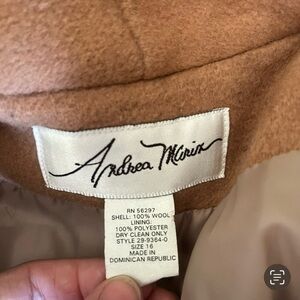 Andrea Marin
RN 56297
SHELL: 100% WOOL
LINING:
100% POLYESTER
DRY CLEAN ONLY
STYLE 29-9364-0
SIZE 16
MADE IN
DOMINICAN REPUBLIC